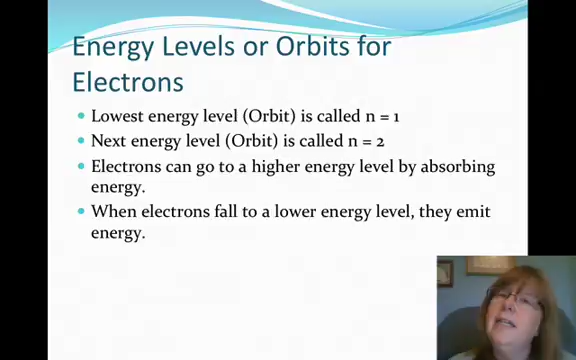 Energy Levels or Orbits for
Electrons
Lowest energy level (Orbit) is called n = 1
Next energy level (Orbit) is called n = 2
Electrons can go to a higher energy level by absorbing
energy.
When electrons fall to a lower energy level, they emit
energy.